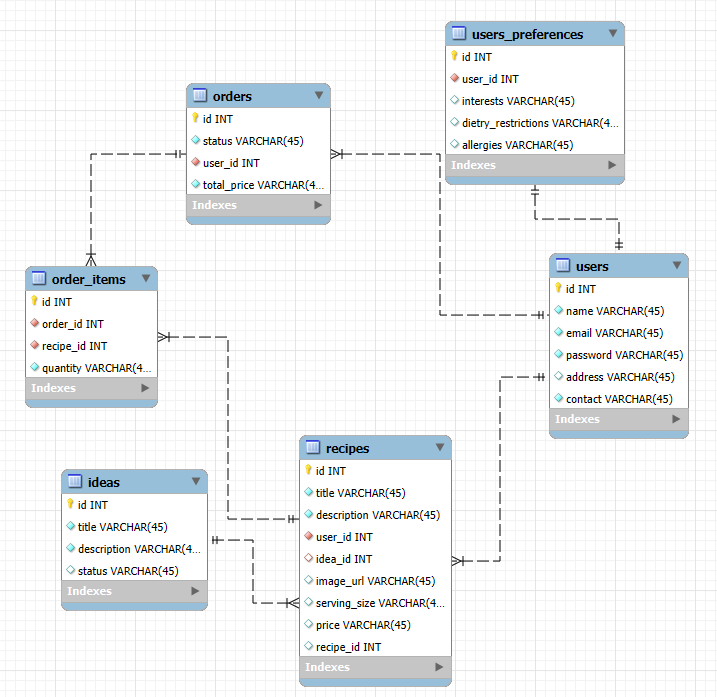 users_preferences
id INT
user_id INT
interests VARCHAR(45)
dietry_restrictions VARCHAR(4...
allergies VARCHAR(45)
Indexes
orders
id INT
status VARCHAR(45)
user_id INT
total_price VARCHAR(4...
Indexes
users
id INT
name VARCHAR(45)
email VARCHAR(45)
password VARCHAR(45)
address VARCHAR(45)
contact VARCHAR(45)
Indexes
order_items
id INT
order_id INT
recipe_id INT
quantity VARCHAR(4...
Indexes
recipes
id INT
title VARCHAR(45)
description VARCHAR(45)
user_id INT
idea_id INT
image_url VARCHAR(45)
serving_size VARCHAR(4...
price VARCHAR(45)
recipe_id INT
Indexes
ideas
id INT
title VARCHAR(45)
description VARCHAR(4...
status VARCHAR(45)
Indexes